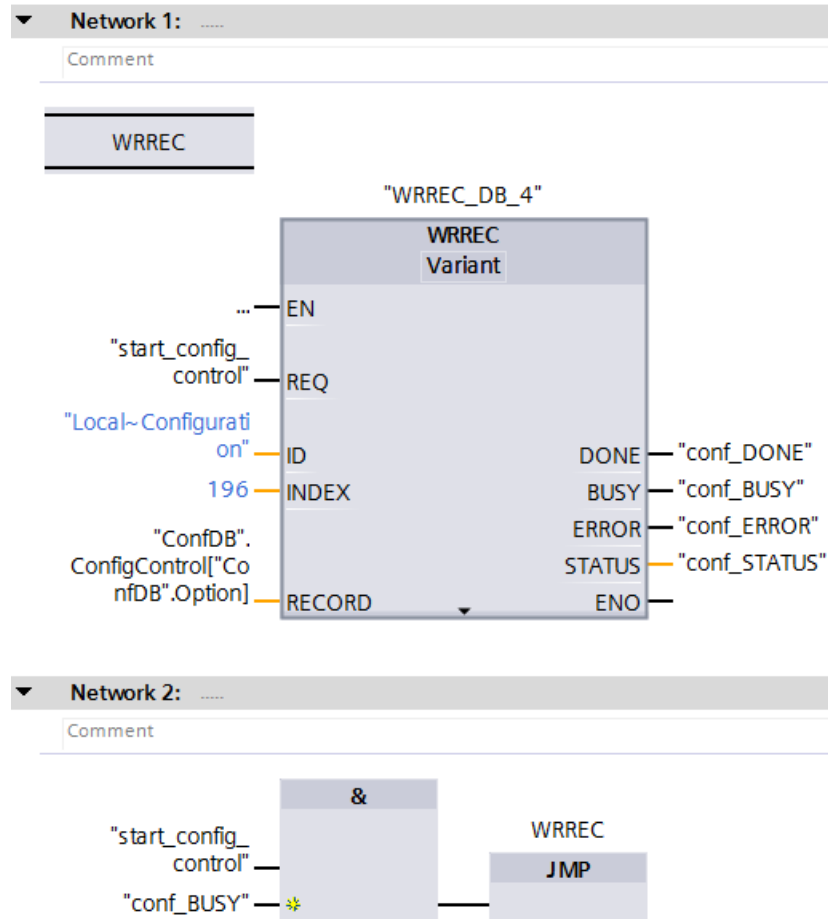 Network 1: .....
Comment
WRREC
"WRREC_DB_4"
WRREC
Variant
... EN
"start_config_
control" REQ
"Local~Configurati
on" ID
196 INDEX
"ConfDB".
ConfigControl["Co
nfDB".Option] RECORD
DONE "conf_DONE"
BUSY "conf_BUSY"
ERROR "conf_ERROR"
STATUS "conf_STATUS"
ENO
Network 2: .....
Comment
&
"start_config_
control"
"conf_BUSY"
WRREC
JMP